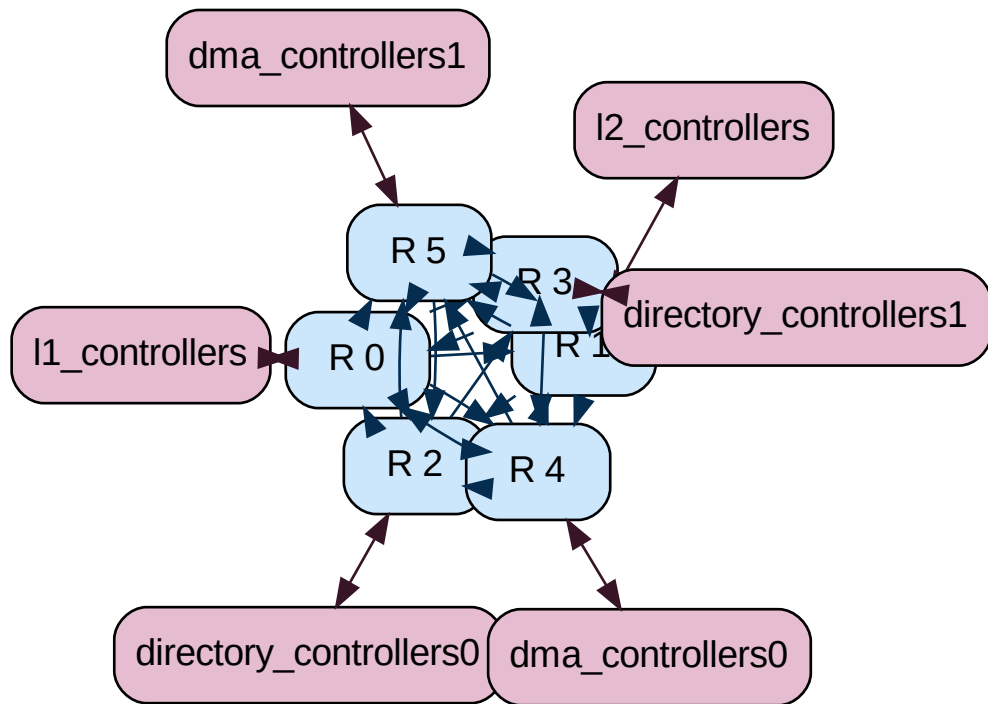 dma_controllers1
l2_controllers
R 5
R 3
directory_controllers1
l1_controllers
R 0
R 1
R 2
R 4
directory_controllers0
dma_controllers0